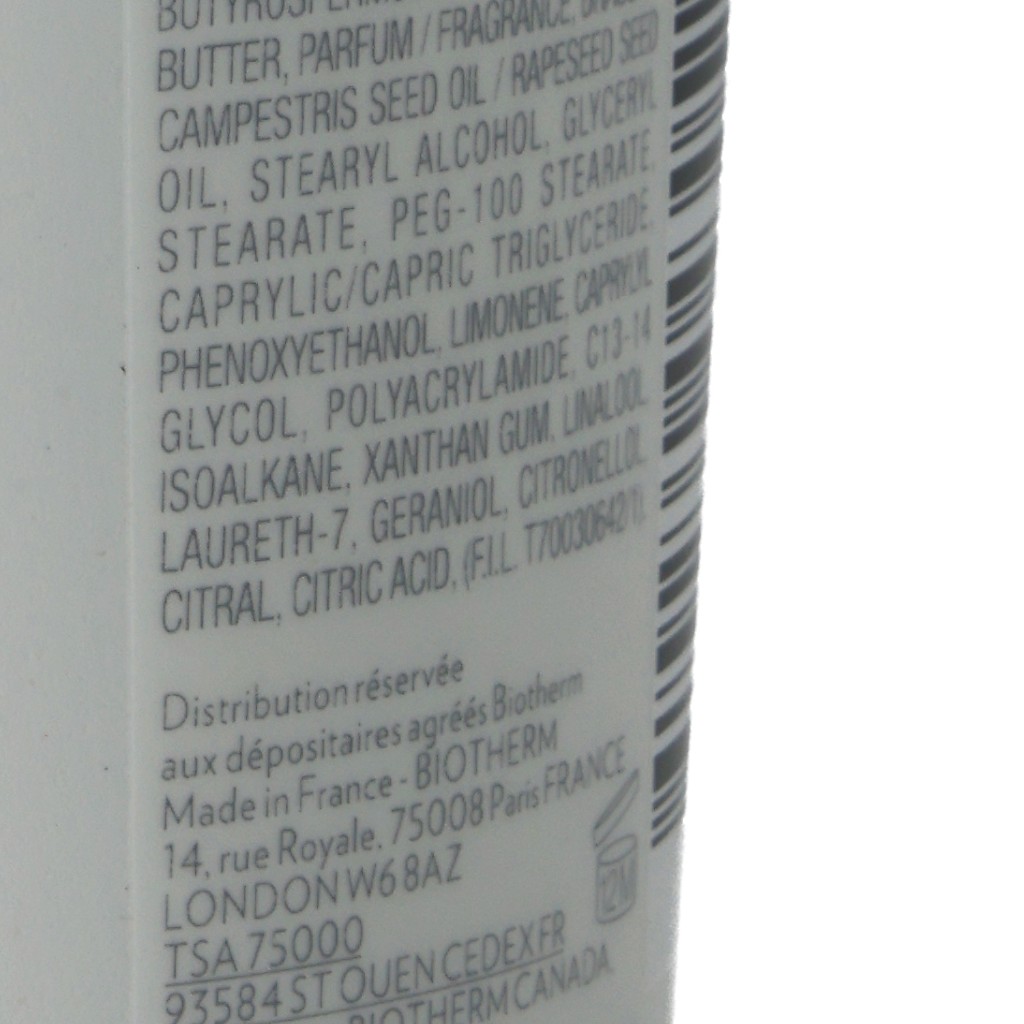 BUTTER, PARFUM / FRAGRANCE,
CAMPESTRIS SEED OIL / RAPESEED SEED
OIL, STEARYL ALCOHOL, GLYCERYL
STEARATE, PEG-100 STEARATE,
CAPRYLIC/CAPRIC TRIGLYCERIDE,
PHENOXYETHANOL, LIMONENE, CAPRYLYL
GLYCOL, POLYACRYLAMIDE, C13-14
ISOALKANE, XANTHAN GUM, LINALOOL,
LAURETH-7, GERANIOL, CITRONELLOL,
CITRAL, CITRIC ACID, (F.I.L. T70030642/1).
Distribution réservée
aux dépositaires agréés Biotherm
Made in France - BIOTHERM
14, rue Royale, 75008 Paris FRANCE
LONDON W6 8AZ
12M
TSA 75000
93584 ST OUEN CEDEX FR
BIOTHERM CANADA